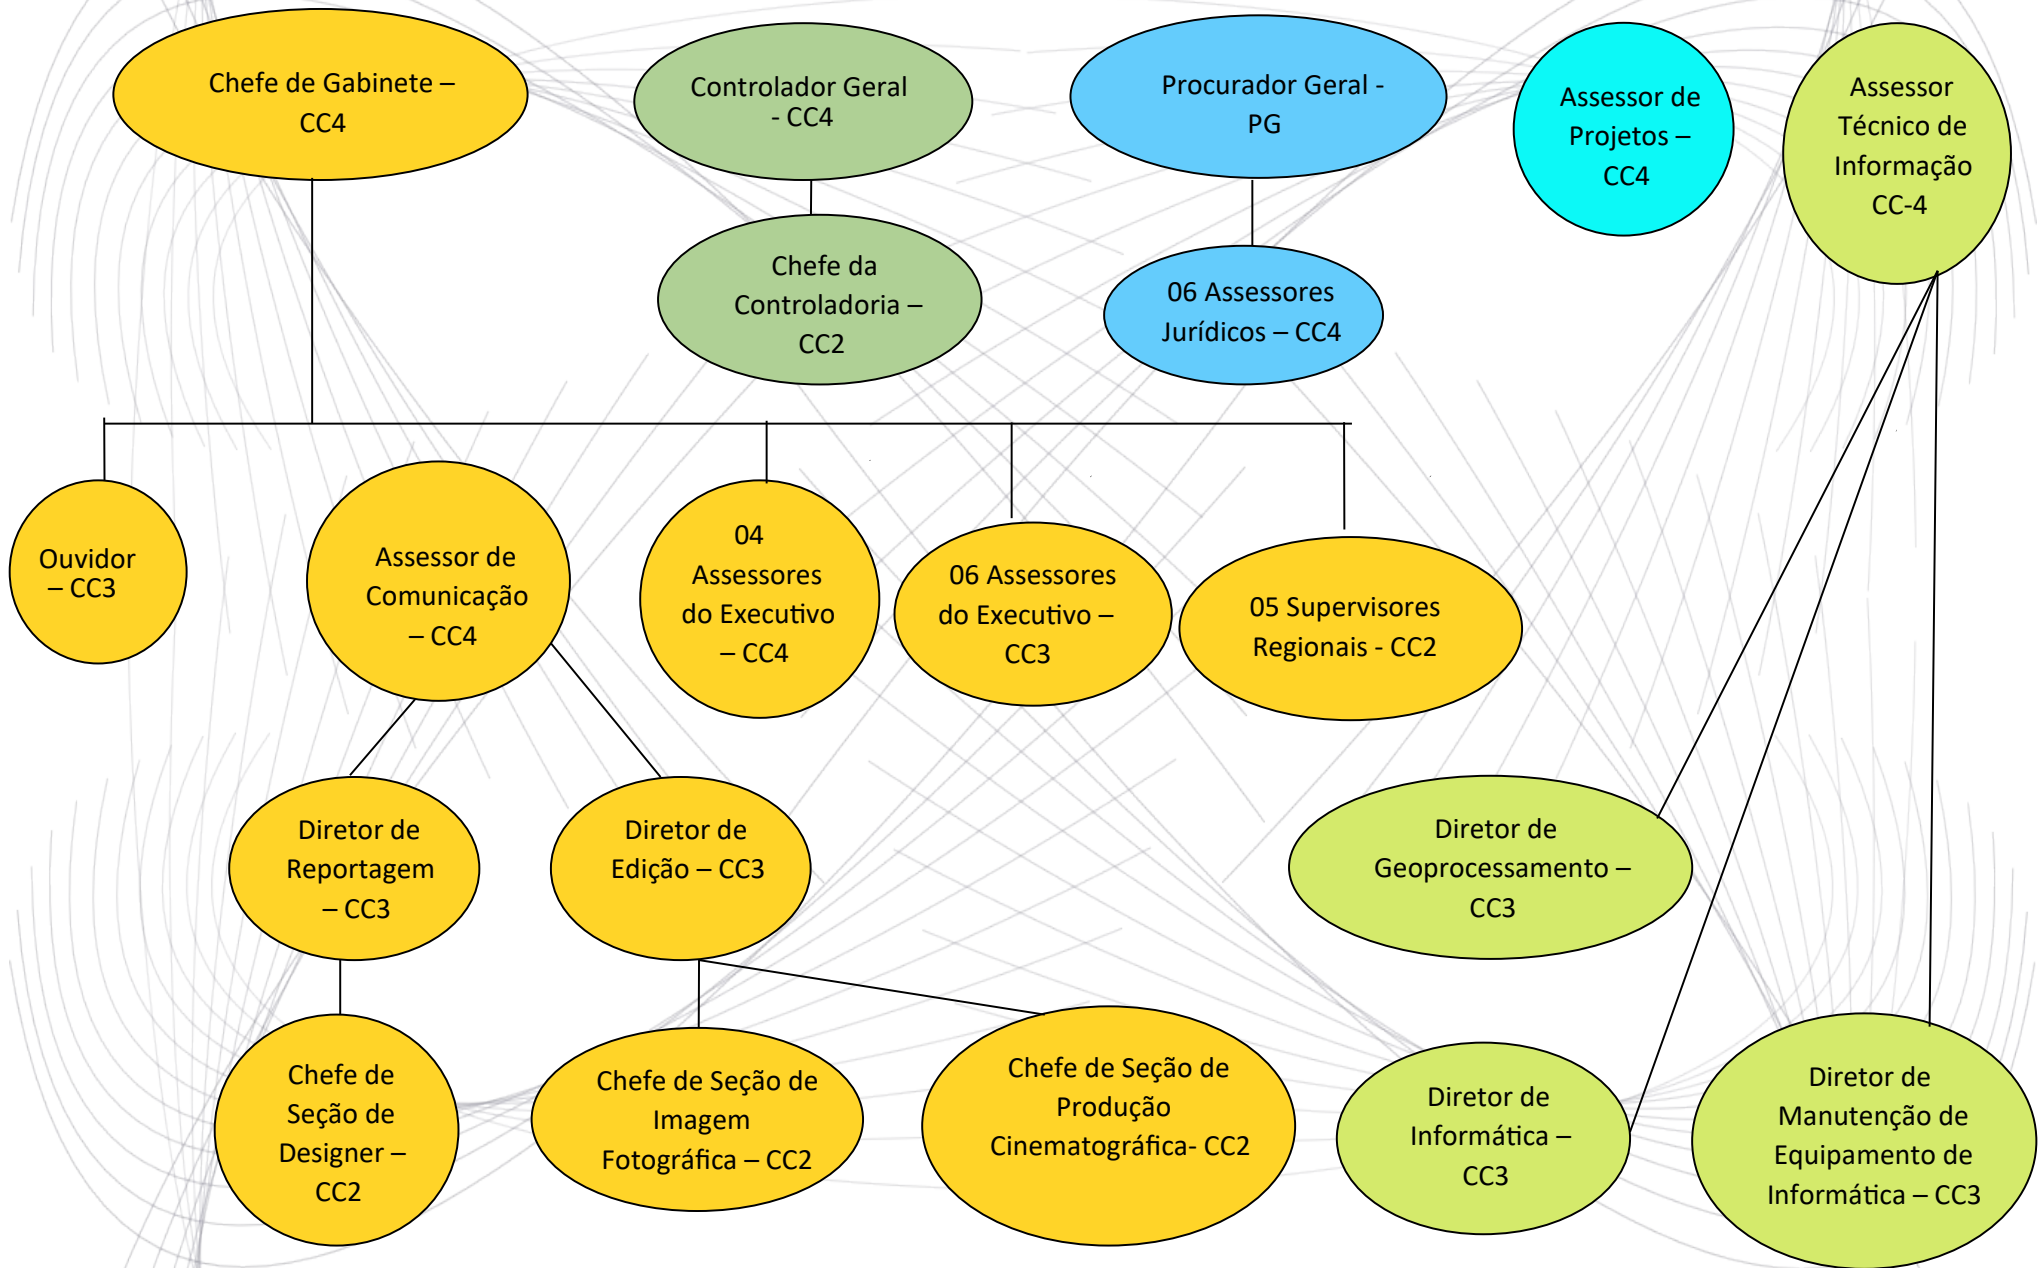 Chefe de Gabinete –
CC4
Controlador Geral
- CC4
Procurador Geral -
PG
Assessor de
Projetos –
CC4
Assessor
Técnico de
Informação
CC-4
Chefe da
Controladoria –
CC2
06 Assessores
Jurídicos – CC4
Ouvidor
– CC3
Assessor de
Comunicação
– CC4
04
Assessores
do Executivo
– CC4
06 Assessores
do Executivo –
CC3
05 Supervisores
Regionais - CC2
Diretor de
Reportagem
– CC3
Diretor de
Edição – CC3
Diretor de
Geoprocessamento –
CC3
Chefe de
Seção de
Designer –
CC2
Chefe de Seção de
Imagem
Fotográfica – CC2
Chefe de Seção de
Produção
Cinematográfica- CC2
Diretor de
Informática –
CC3
Diretor de
Manutenção de
Equipamento de
Informática – CC3